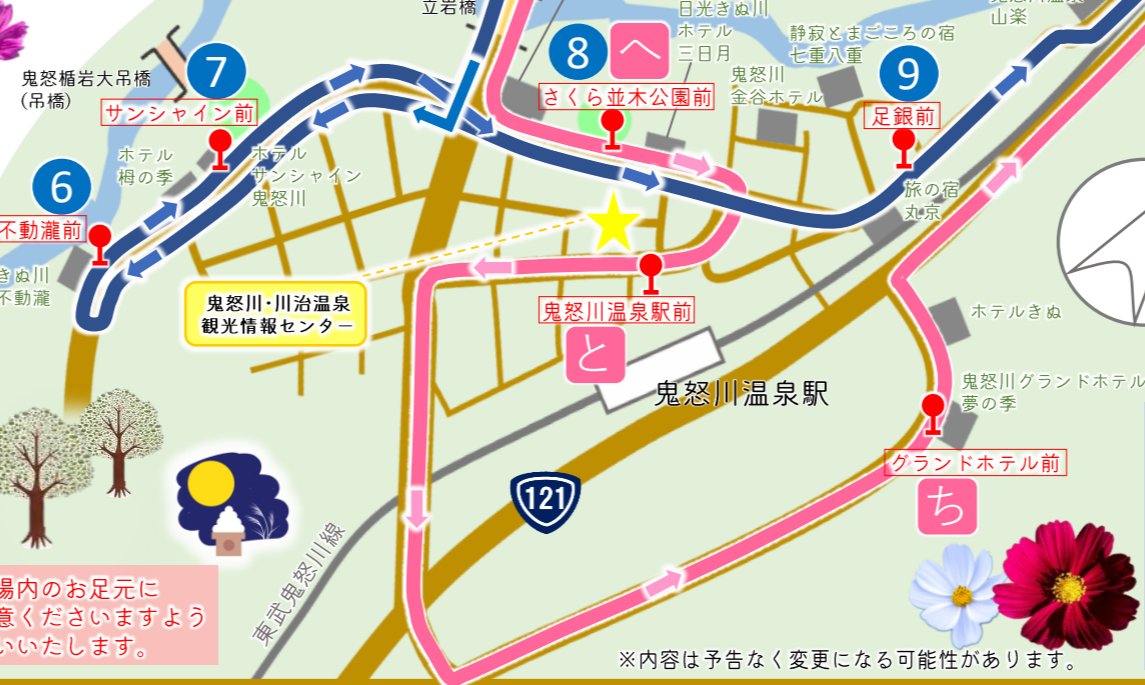 立岩橋
山楽
日光きぬ川
ホテル
三日月
静寂とまごころの宿
七重八重
鬼怒楯岩大吊橋
(吊橋)
7
サンシャイン前
8
へ
さくら並木公園前
鬼怒川
金谷ホテル
9
足銀前
ホテル
栂の季
ホテル
サンシャイン
鬼怒川
6
不動瀧前
きぬ川
不動瀧
旅の宿
丸京
鬼怒川・川治温泉
観光情報センター
鬼怒川温泉駅前
と
鬼怒川温泉駅
ホテルきぬ
鬼怒川グランドホテル
夢の季
グランドホテル前
ち
121
東武鬼怒川線
場内のお足元に
意くださいますよう
いいたします。
※内容は予告なく変更になる可能性があります。